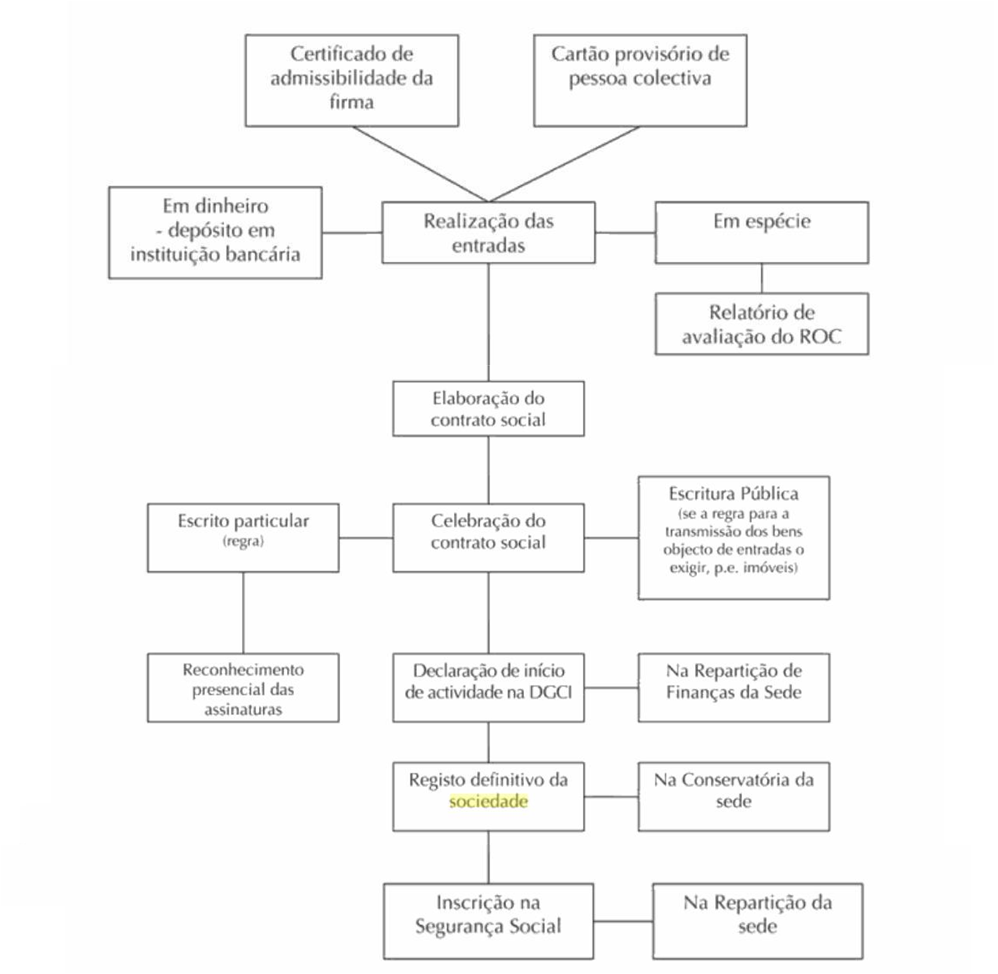 Certificado de
admissibilidade da
firma
Cartão provisório de
pessoa colectiva
Em dinheiro
- depósito em
instituição bancária
Realização das
entradas
Em espécie
Relatório de
avaliação do ROC
Elaboração do
contrato social
Escrito particular
(regra)
Celebração do
contrato social
Escritura Pública
(se a regra para a
transmissão dos bens
objecto de entradas o
exigir, p.e. imóveis)
Reconhecimento
presencial das
assinaturas
Declaração de início
de actividade na DGCI
Na Repartição de
Finanças da Sede
Registo definitivo da
sociedade
Na Conservatória da
sede
Inscrição na
Segurança Social
Na Repartição da
sede